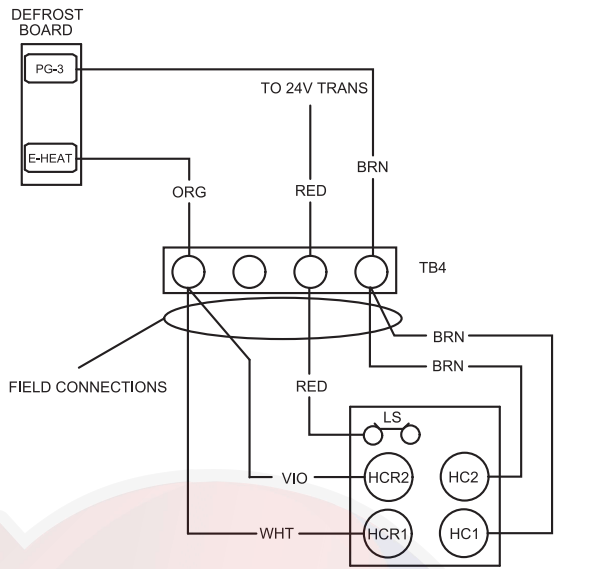 DEFROST
BOARD
PG-3
TO 24V TRANS
BRN
E-HEAT
ORG
RED
TB4
BRN
BRN
FIELD CONNECTIONS
RED
LS
VIO
HCR2
HC2
WHT
HCR1
HC1